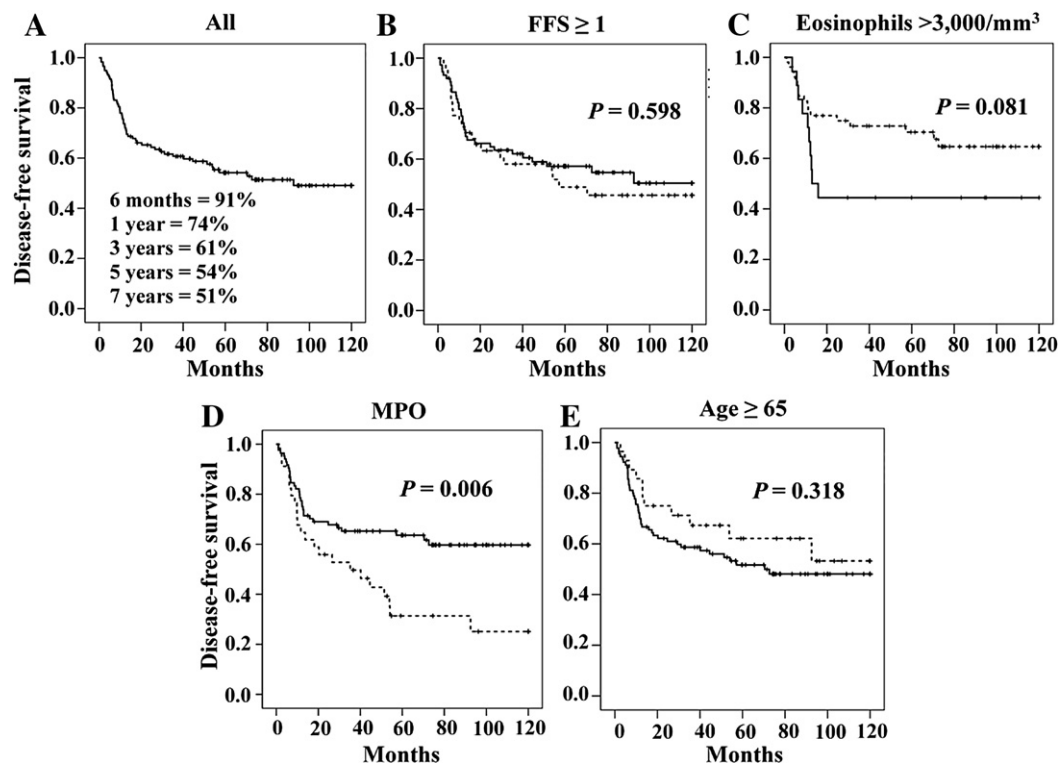 A All
Disease-free survival
1.0
0.8
0.6
0.4
0.2
0.0
6 months = 91%
1 year = 74%
3 years = 61%
5 years = 54%
7 years = 51%
0 20 40 60 80 100 120
Months
B FFS ≥ 1
1.0
0.8
0.6
0.4
0.2
0.0
P = 0.598
0 20 40 60 80 100 120
Months
C Eosinophils >3,000/mm³
1.0
0.8
0.6
0.4
0.2
0.0
P = 0.081
0 20 40 60 80 100 120
Months
D MPO
Disease-free survival
1.0
0.8
0.6
0.4
0.2
0.0
P = 0.006
0 20 40 60 80 100 120
Months
E Age ≥ 65
1.0
0.8
0.6
0.4
0.2
0.0
P = 0.318
0 20 40 60 80 100 120
Months